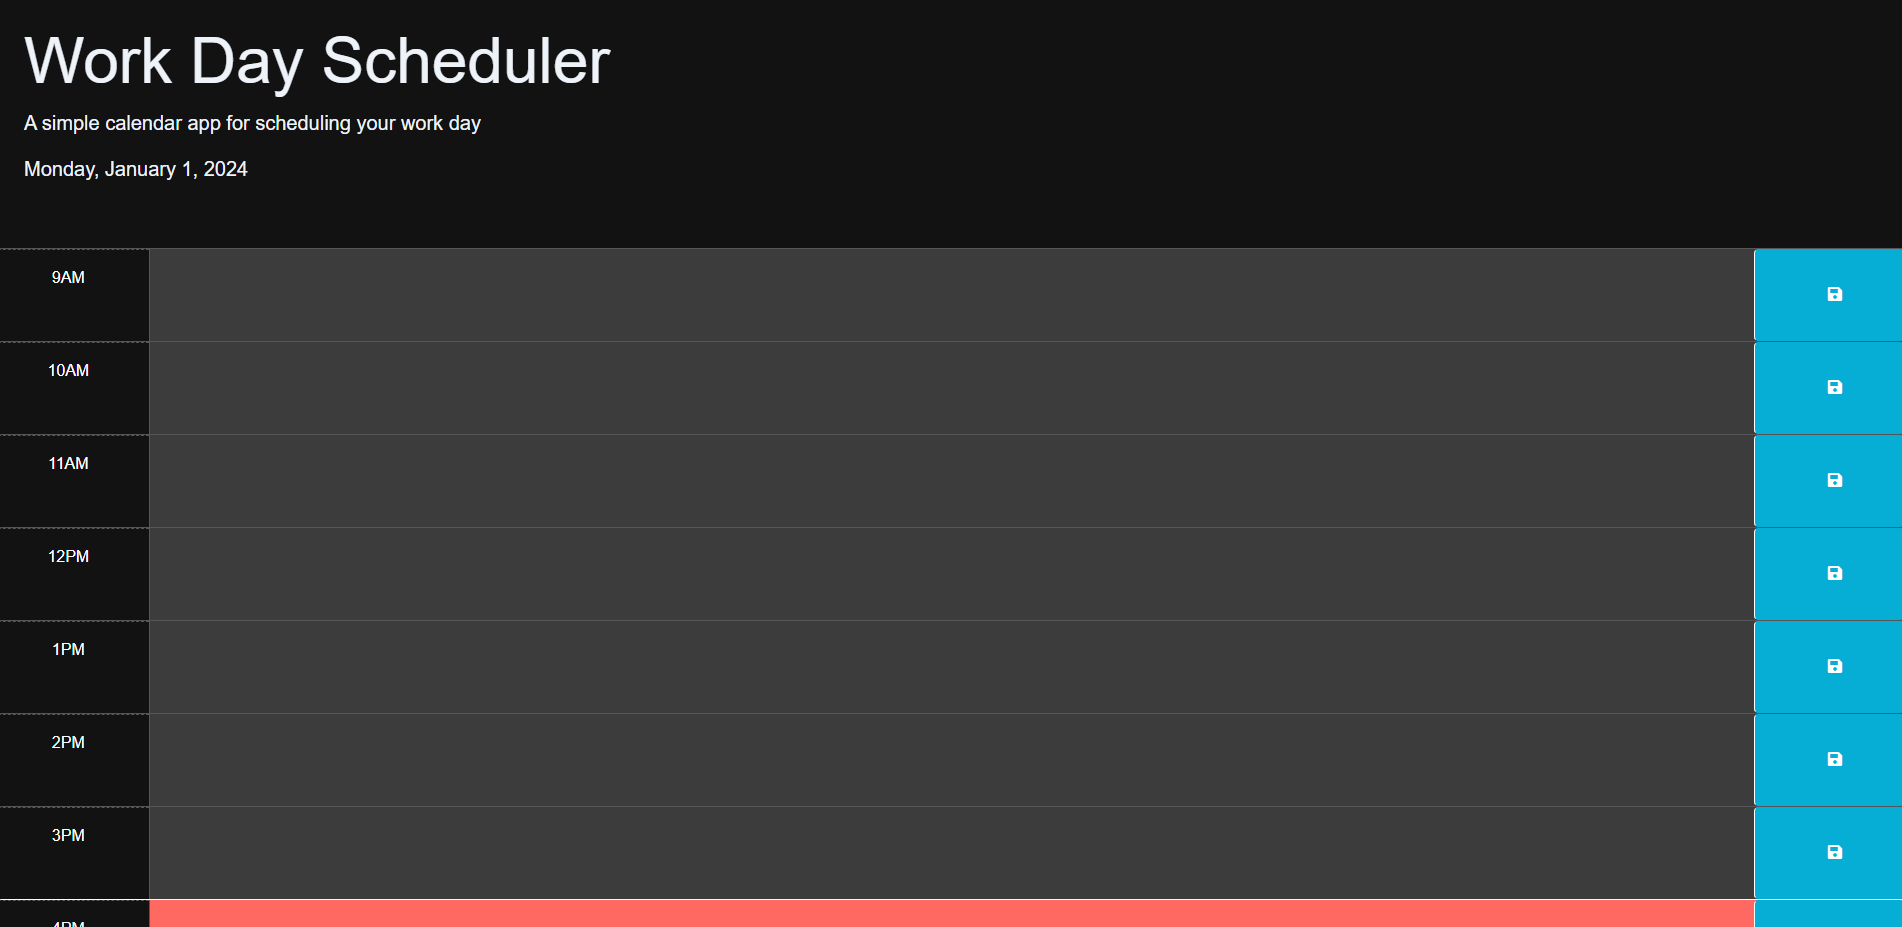 Work Day Scheduler
A simple calendar app for scheduling your work day
Monday, January 1, 2024
9AM
10AM
11AM
12PM
1PM
2PM
3PM
4PM